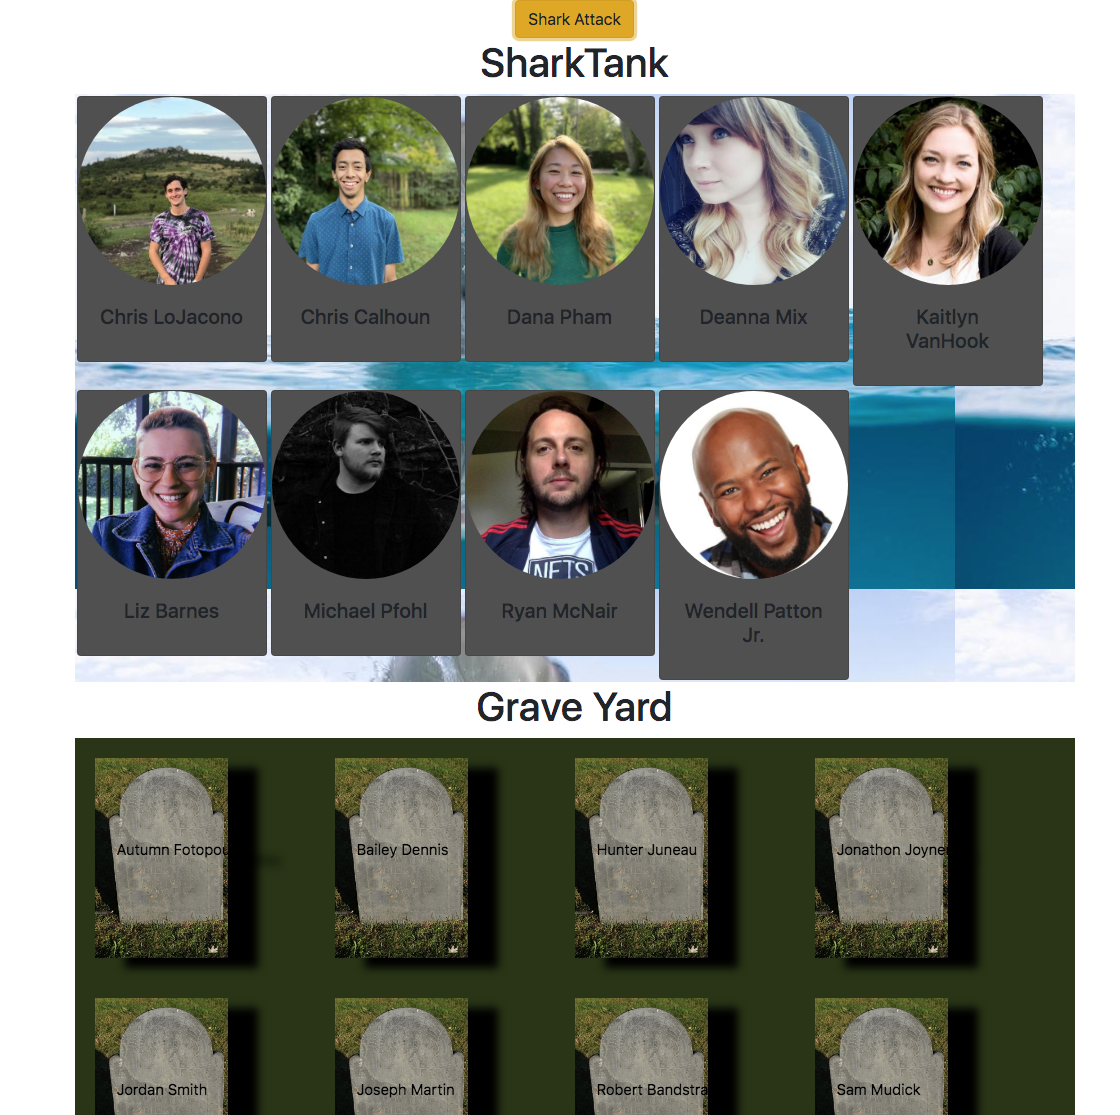 Shark Attack
SharkTank
Chris LoJacono
Chris Calhoun
Dana Pham
Deanna Mix
Kaitlyn
VanHook
NETS
Liz Barnes
Michael Pfohl
Ryan McNair
Wendell Patton
Jr.
Grave Yard
Autumn Fotopou
Bailey Dennis
Hunter Juneau
Jonathon Joyner
Jordan Smith
Joseph Martin
Robert Bandstra
Sam Mudick